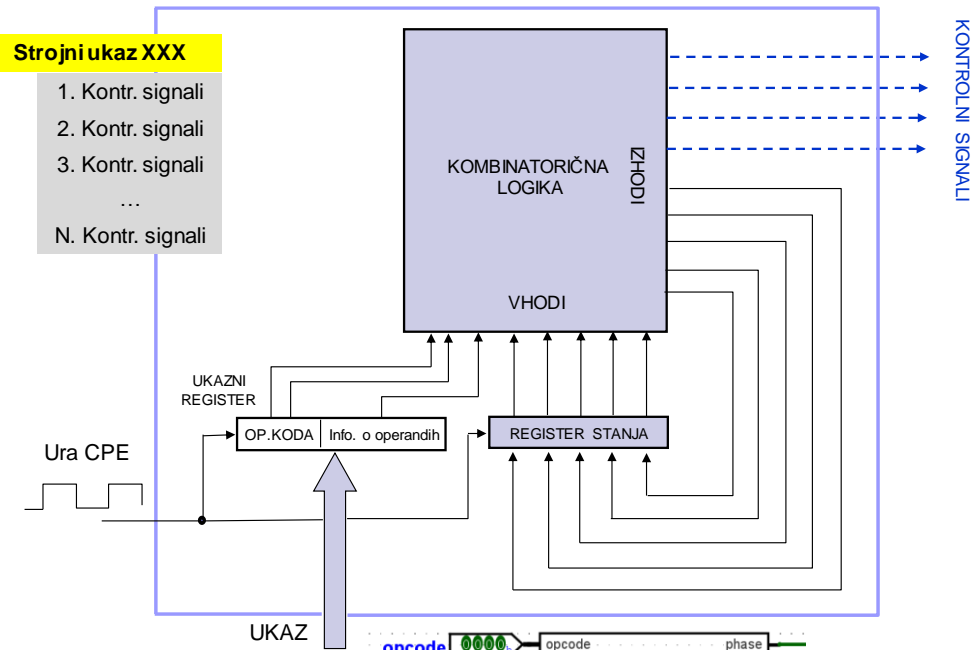 Strojni ukaz XXX
1. Kontr. signali
2. Kontr. signali
3. Kontr. signali
…
N. Kontr. signali
KONTROLNI SIGNALI
KOMBINATORIČNA
LOGIKA
IZHODI
VHODI
UKAZNI
REGISTER
OP.KODA
Info. o operandih
REGISTER STANJA
Ura CPE
UKAZ
opcode
0000
opcode
phase